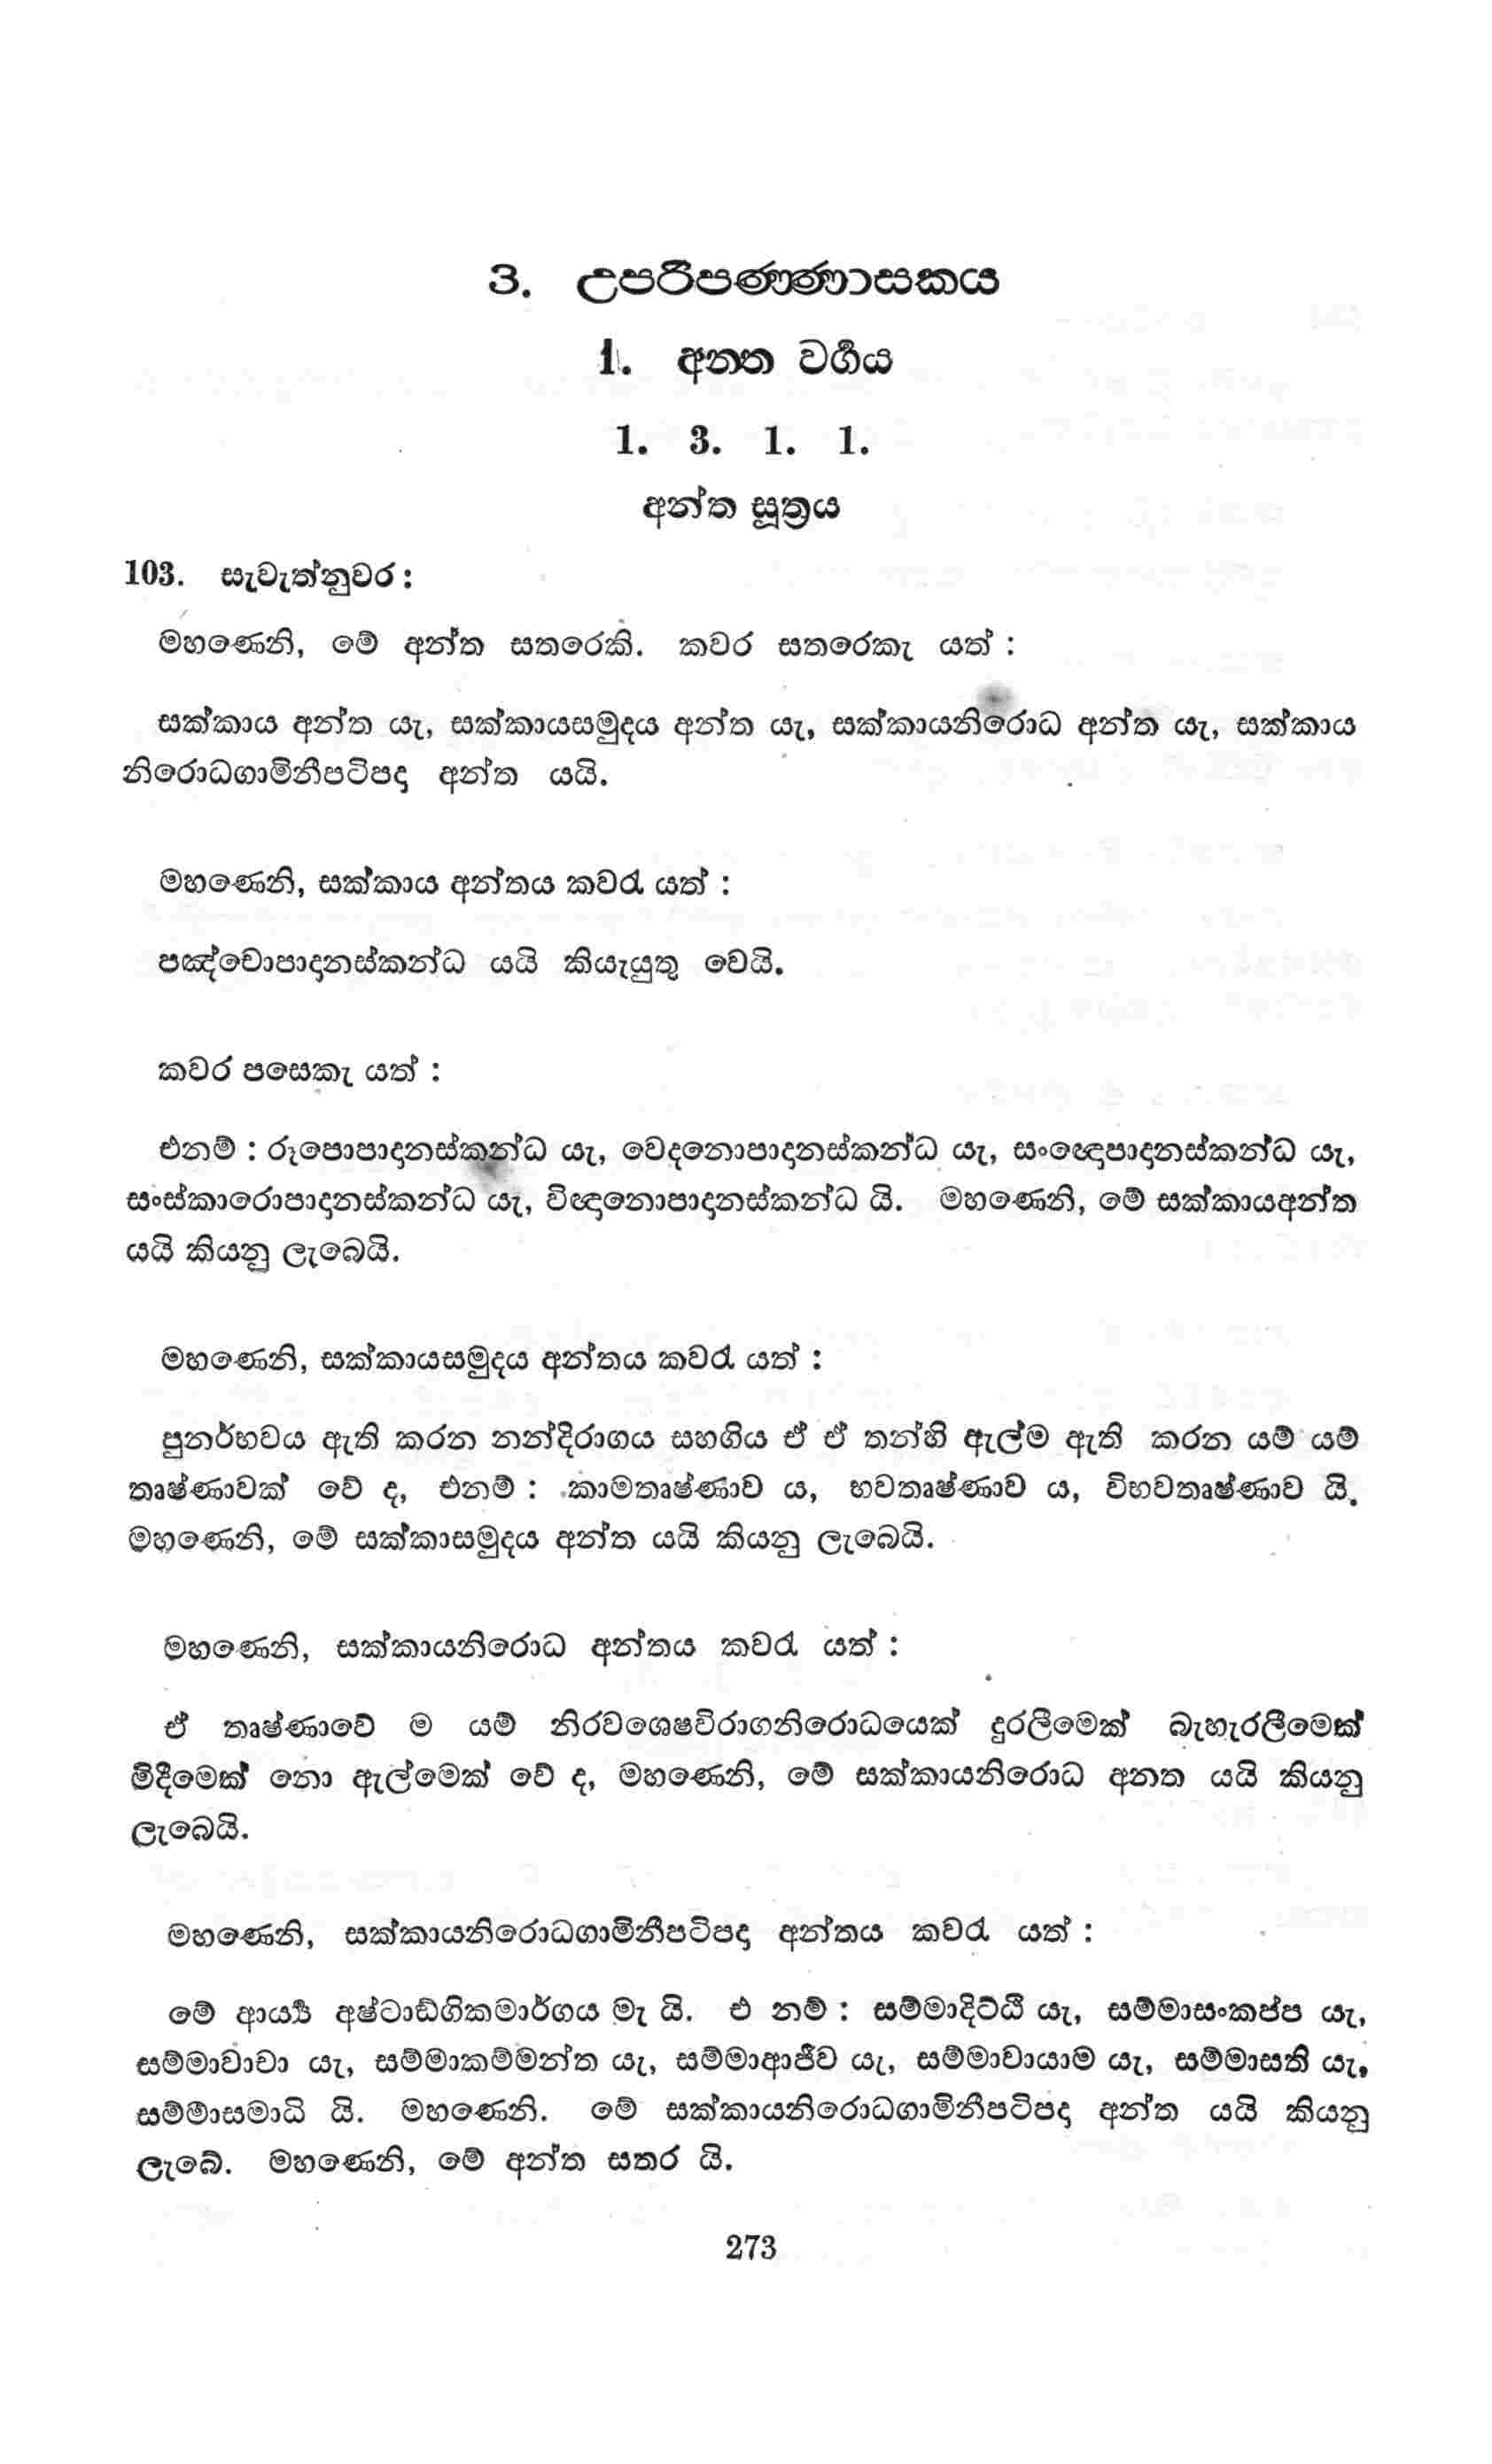 3. උපරිපණ්ණාසකය
1. අන්ත වර්‍ගය
1. 3. 1. 1.
අන්ත සූත්‍රය
103. සැවැත්නුවර :
මහණෙනි, මේ අන්ත සතරෙකි. කවර සතරෙකැ යත් :
සක්කාය අන්ත යැ, සක්කායසමුදය අන්ත යැ, සක්කායනිරොධ අන්ත යැ, සක්කාය
නිරොධගාමිනීපටිපදා අන්ත යයි.
මහණෙනි, සක්කාය අන්තය කවරැ යත් :
පඤ්චොපාදානස්කන්ධ යයි කියැයුතු වෙයි.
කවර පසෙකැ යත් :
එනම් : රූපොපාදානස්කන්ධ යැ, වෙදනොපාදානස්කන්ධ යැ, සංඥොපාදානස්කන්ධ යැ,
සංස්කාරොපාදානස්කන්ධ යැ, විඥානොපාදානස්කන්ධ යි. මහණෙනි, මේ සක්කායඅන්ත
යයි කියනු ලැබෙයි.
මහණෙනි, සක්කායසමුදය අන්තය කවරැ යත් :
පුනර්භවය ඇති කරන නන්දිරාගය සහගිය ඒ ඒ තන්හි ඇල්ම ඇති කරන යම් යම්
තෘෂ්ණාවක් වේ ද, එනම් : කාමතෘෂ්ණාව ය, භවතෘෂ්ණාව ය, විභවතෘෂ්ණාව යි.
මහණෙනි, මේ සක්කාසමුදය අන්ත යයි කියනු ලැබෙයි.
මහණෙනි, සක්කායනිරොධ අන්තය කවරැ යත් :
ඒ තෘෂ්ණාවේ ම යම් නිරවශෙෂවිරාගනිරොධයෙක් දුරලීමෙක් බැහැරලීමෙක්
මිදීමෙක් නො ඇල්මෙක් වේ ද, මහණෙනි, මේ සක්කායනිරොධ අනත යයි කියනු
ලැබෙයි.
මහණෙනි, සක්කායනිරොධගාමිනීපටිපදා අන්තය කවරැ යත් :
මේ ආර්‍ය්‍ය අෂ්ටාඞ්ගිකමාර්ගය මැ යි. එ නම් : සම්මාදිට්ඨි යැ, සම්මාසංකප්ප යැ,
සම්මාවාචා යැ, සම්මාකම්මන්ත යැ, සම්මාආජීව යැ, සම්මාවායාම යැ, සම්මාසති යැ,
සම්මාසමාධි යි. මහණෙනි. මේ සක්කායනිරොධගාමිනීපටිපදා අන්ත යයි කියනු
ලැබේ. මහණෙනි, මේ අන්ත සතර යි.
273